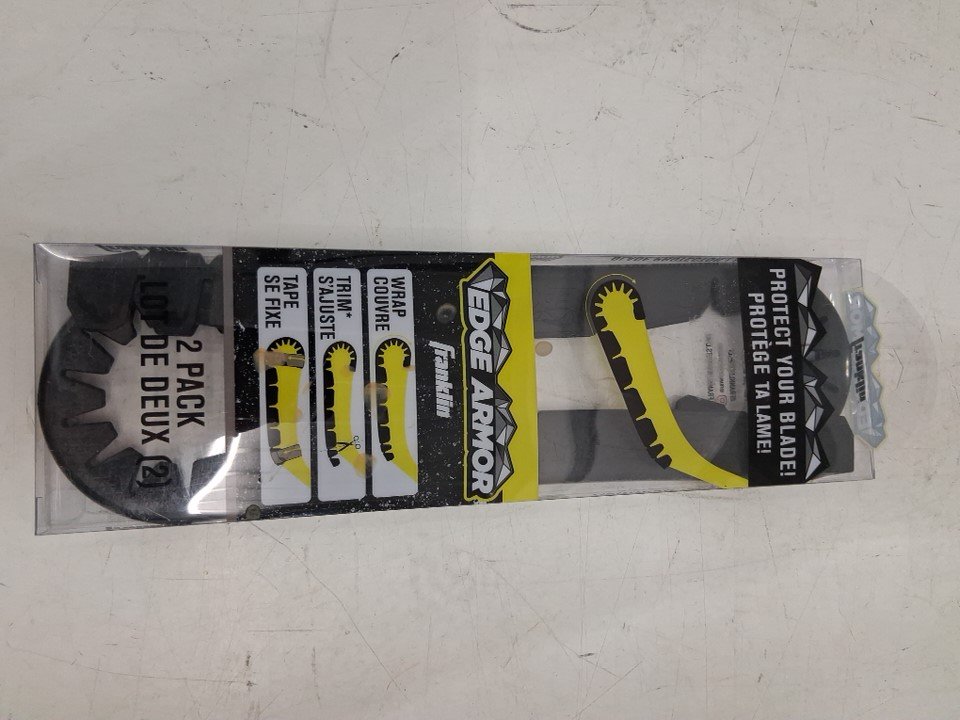 PROTECT YOUR BLADE!
PROTÈGE TA LAME!
EDGE ARMOR
franklin
WRAP
COUVRE
TRIM*
S'AJUSTE
TAPE
SE FIXE
2 PACK
LOT DE DEUX (2)